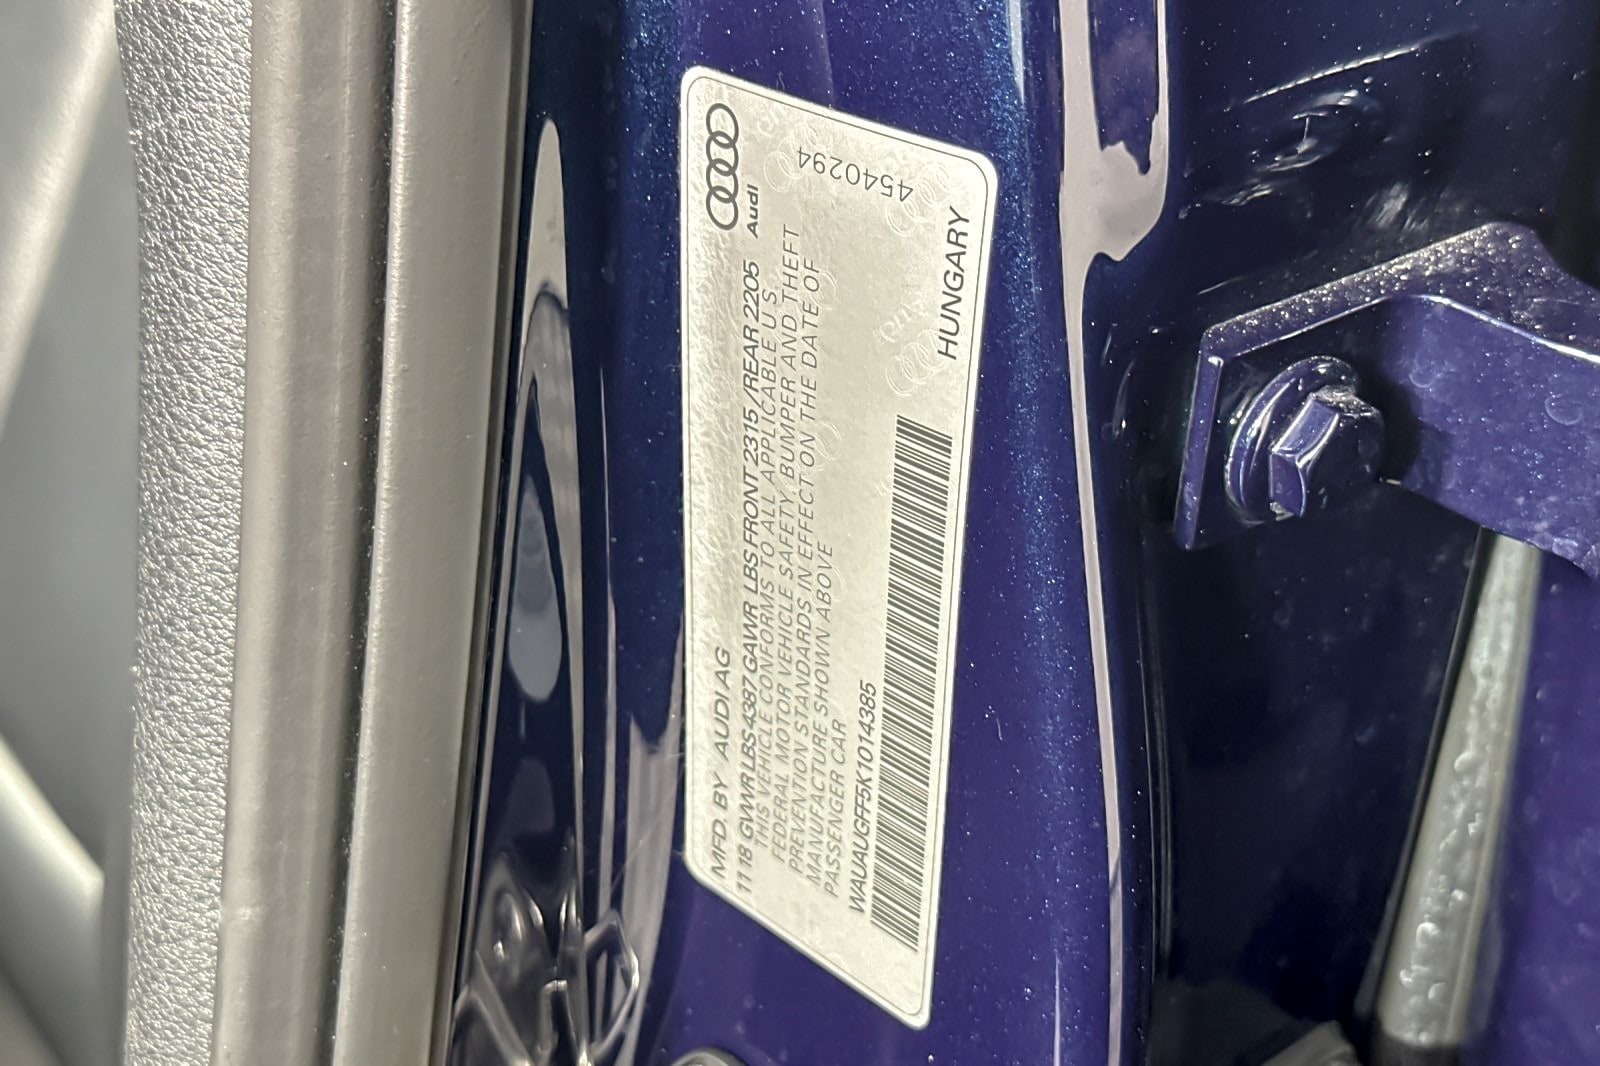 Audi
4540294
MFD. BY AUDI AG
HUNGARY
11 18 GVWR LBS 4387 GAWR LBS FRONT 2315/REAR 2205
THIS VEHICLE CONFORMS TO ALL APPLICABLE U.S.
FEDERAL MOTOR VEHICLE SAFETY, BUMPER AND THEFT
PREVENTION STANDARDS IN EFFECT ON THE DATE OF
MANUFACTURE SHOWN ABOVE
PASSENGER CAR
WAUAUGFF5K1014385